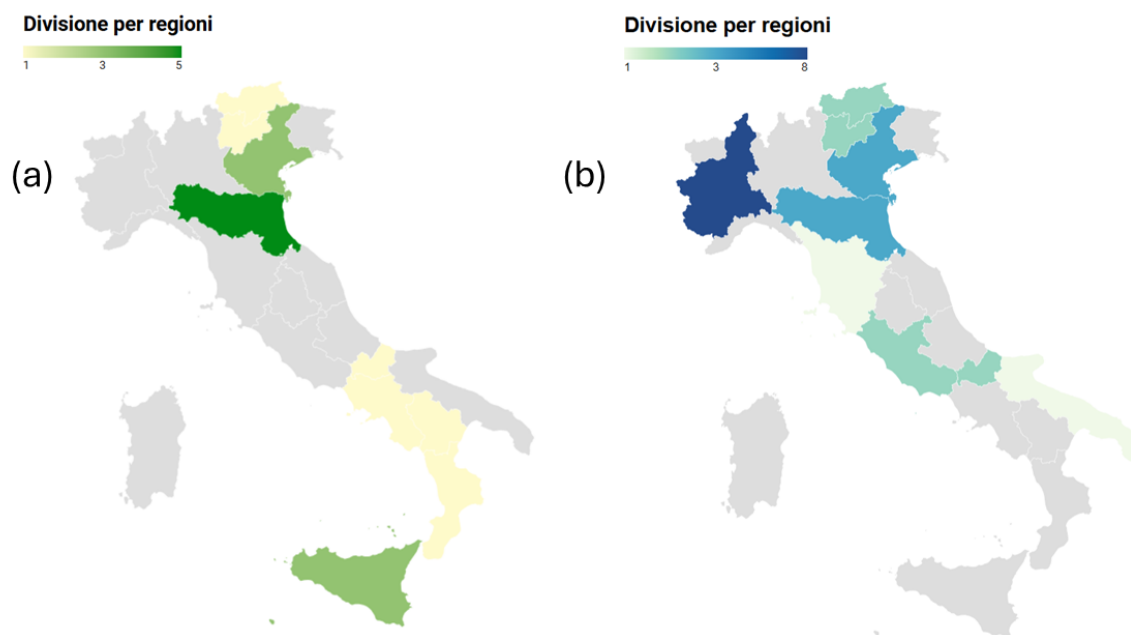 Divisione per regioni
1 3 5
(a)
Divisione per regioni
1 3 8
(b)